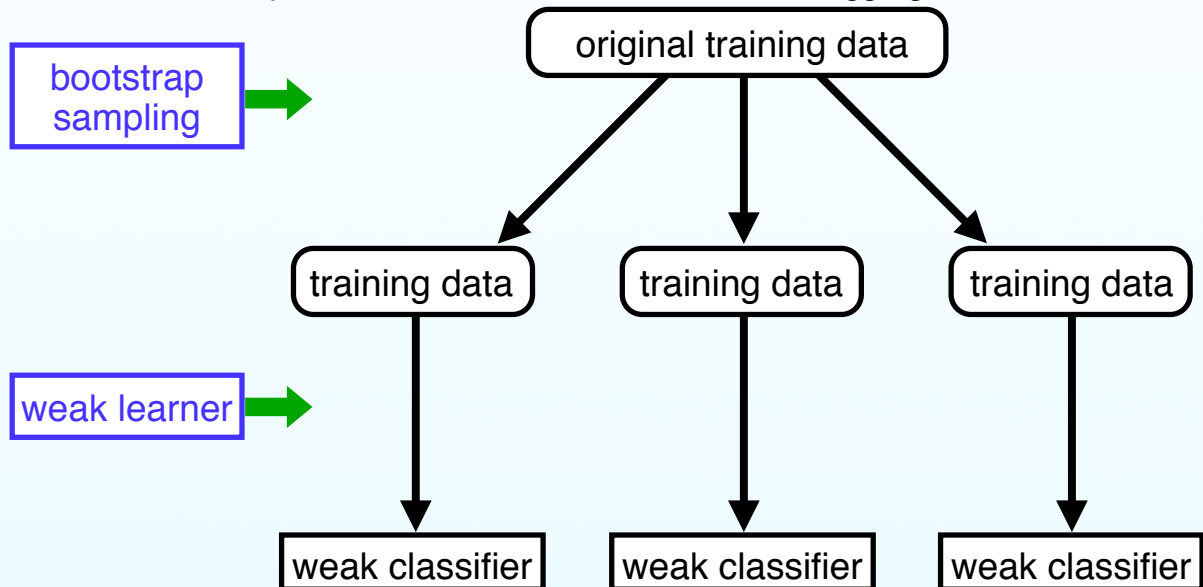 original training data
bootstrap
sampling
training data
training data
training data
weak learner
weak classifier
weak classifier
weak classifier